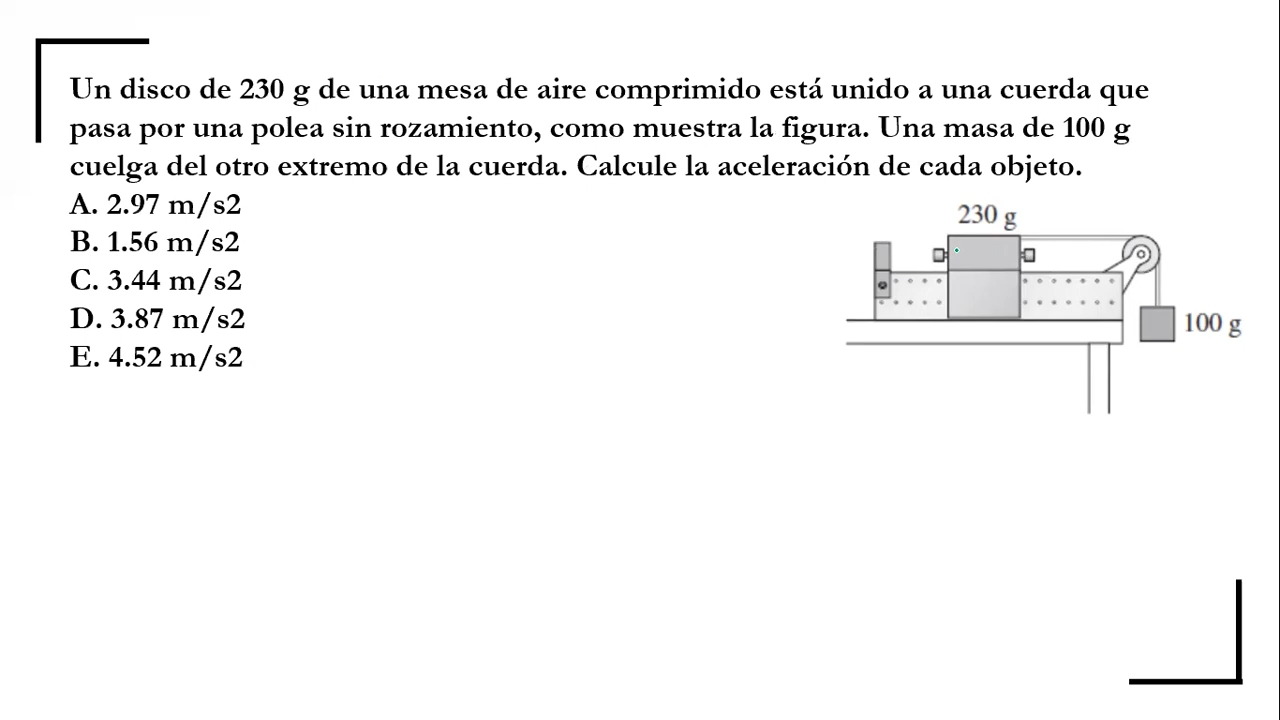 Un disco de 230 g de una mesa de aire comprimido está unido a una cuerda que
pasa por una polea sin rozamiento, como muestra la figura. Una masa de 100 g
cuelga del otro extremo de la cuerda. Calcule la aceleración de cada objeto.
A. 2.97 m/s2
B. 1.56 m/s2
C. 3.44 m/s2
D. 3.87 m/s2
E. 4.52 m/s2
230 g
100 g